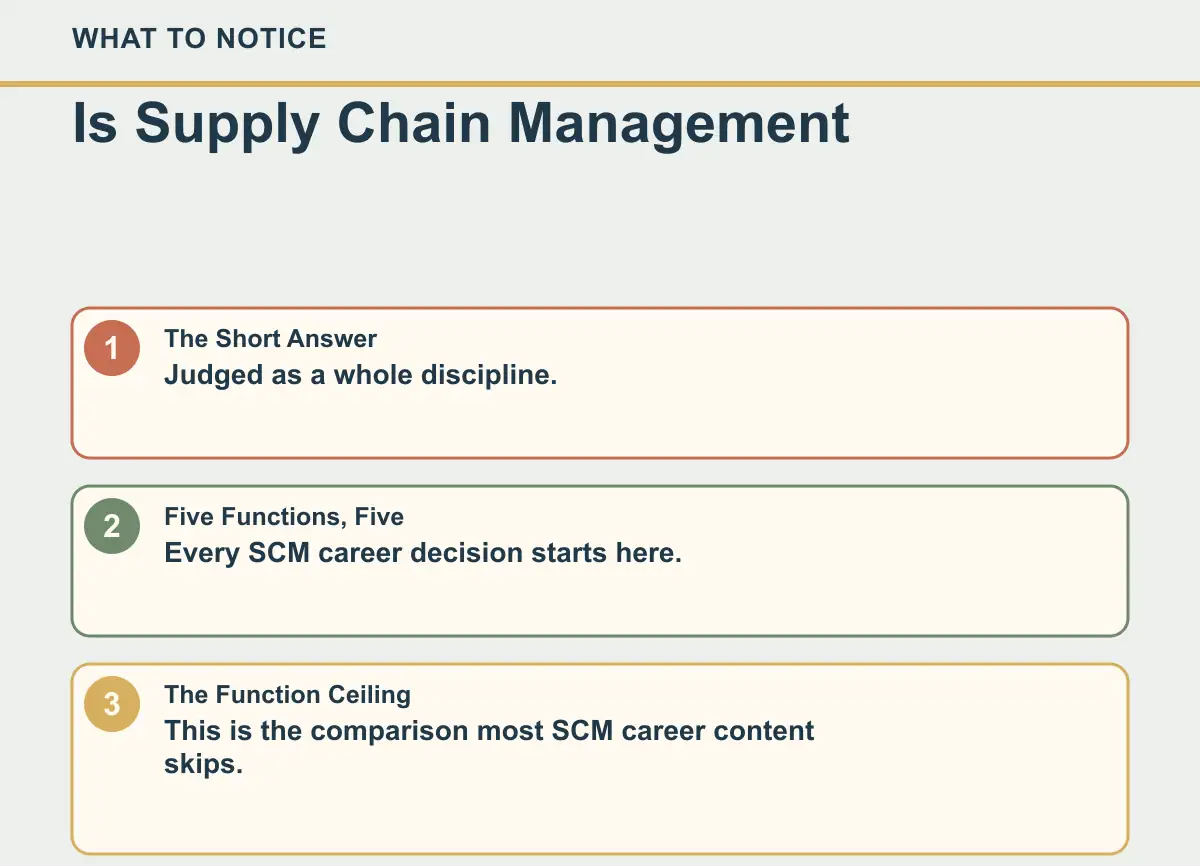 WHAT TO NOTICE
Is Supply Chain Management
1
The Short Answer
Judged as a whole discipline.
2
Five Functions, Five
Every SCM career decision starts here.
3
The Function Ceiling
This is the comparison most SCM career content
skips.